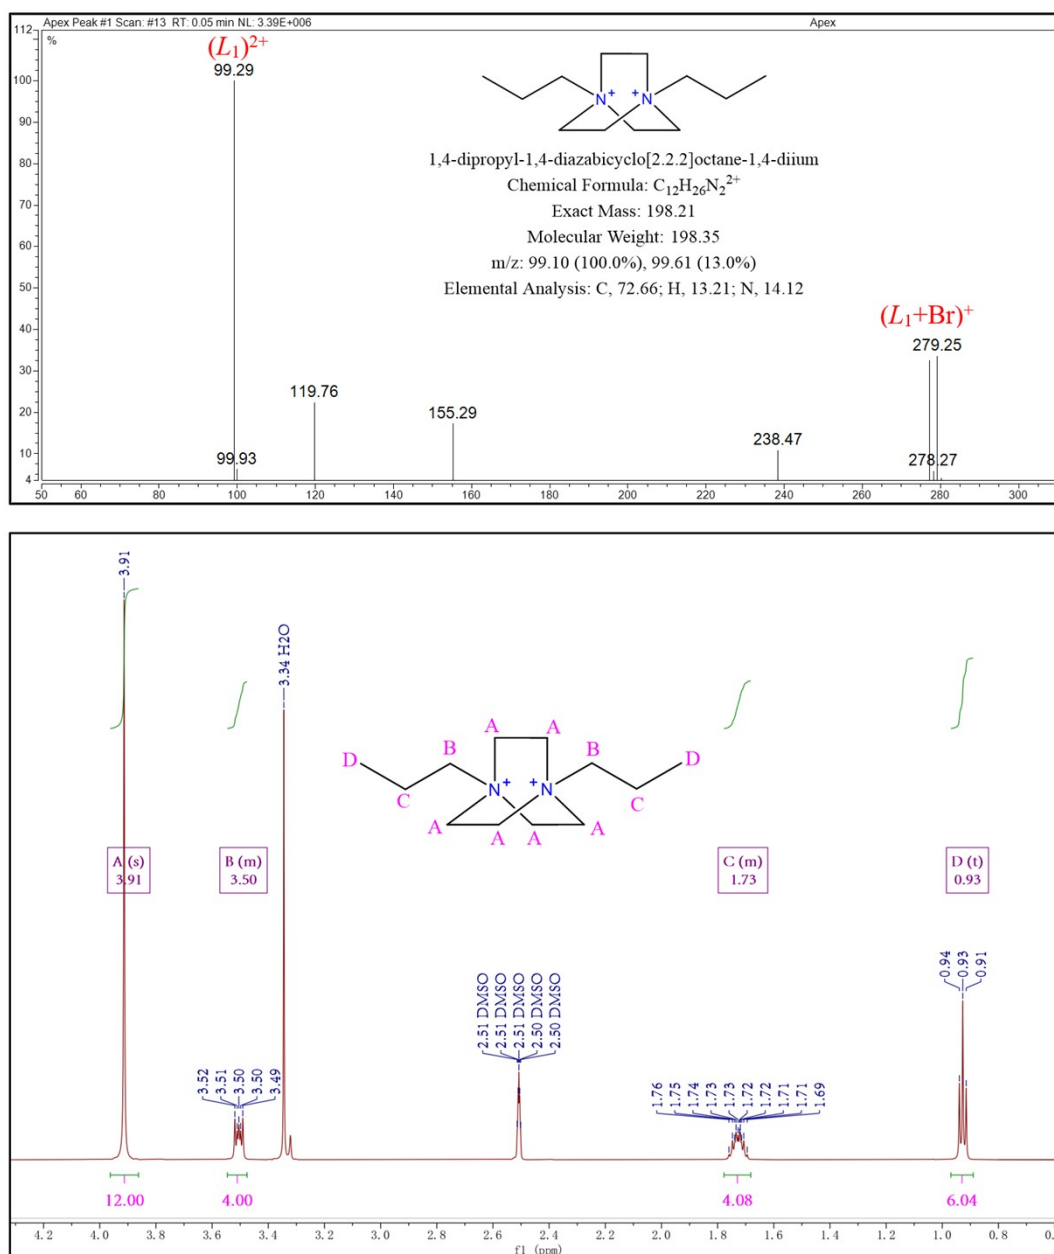 Apex Peak #1 Scan: #13 RT: 0.05 min NL: 3.39E+006
Apex
112
%
100
90
80
70
60
50
40
30
20
10
4
(L₁)²⁺
99.29
99.93
119.76
155.29
238.47
(L₁+Br)⁺
279.25
278.27
N⁺ ⁺N
1,4-dipropyl-1,4-diazabicyclo[2.2.2]octane-1,4-diium
Chemical Formula: C₁₂H₂₆N₂²⁺
Exact Mass: 198.21
Molecular Weight: 198.35
m/z: 99.10 (100.0%), 99.61 (13.0%)
Elemental Analysis: C, 72.66; H, 13.21; N, 14.12
50 60 80 100 120 140 160 180 200 220 240 260 280 300
3.91
3.34 H2O
A A
D B B D
C N⁺ ⁺N C
A A A A
A (s)
3.91
B (m)
3.50
C (m)
1.73
D (t)
0.93
3.52
3.51
3.50
3.50
3.49
2.51 DMSO
2.51 DMSO
2.51 DMSO
2.50 DMSO
2.50 DMSO
1.76
1.75
1.74
1.73
1.73
1.72
1.72
1.71
1.71
1.69
0.94
0.93
0.91
12.00 4.00 4.08 6.04
4.2 4.0 3.8 3.6 3.4 3.2 3.0 2.8 2.6 2.4 2.2 2.0 1.8 1.6 1.4 1.2 1.0 0.8
f1 (ppm)